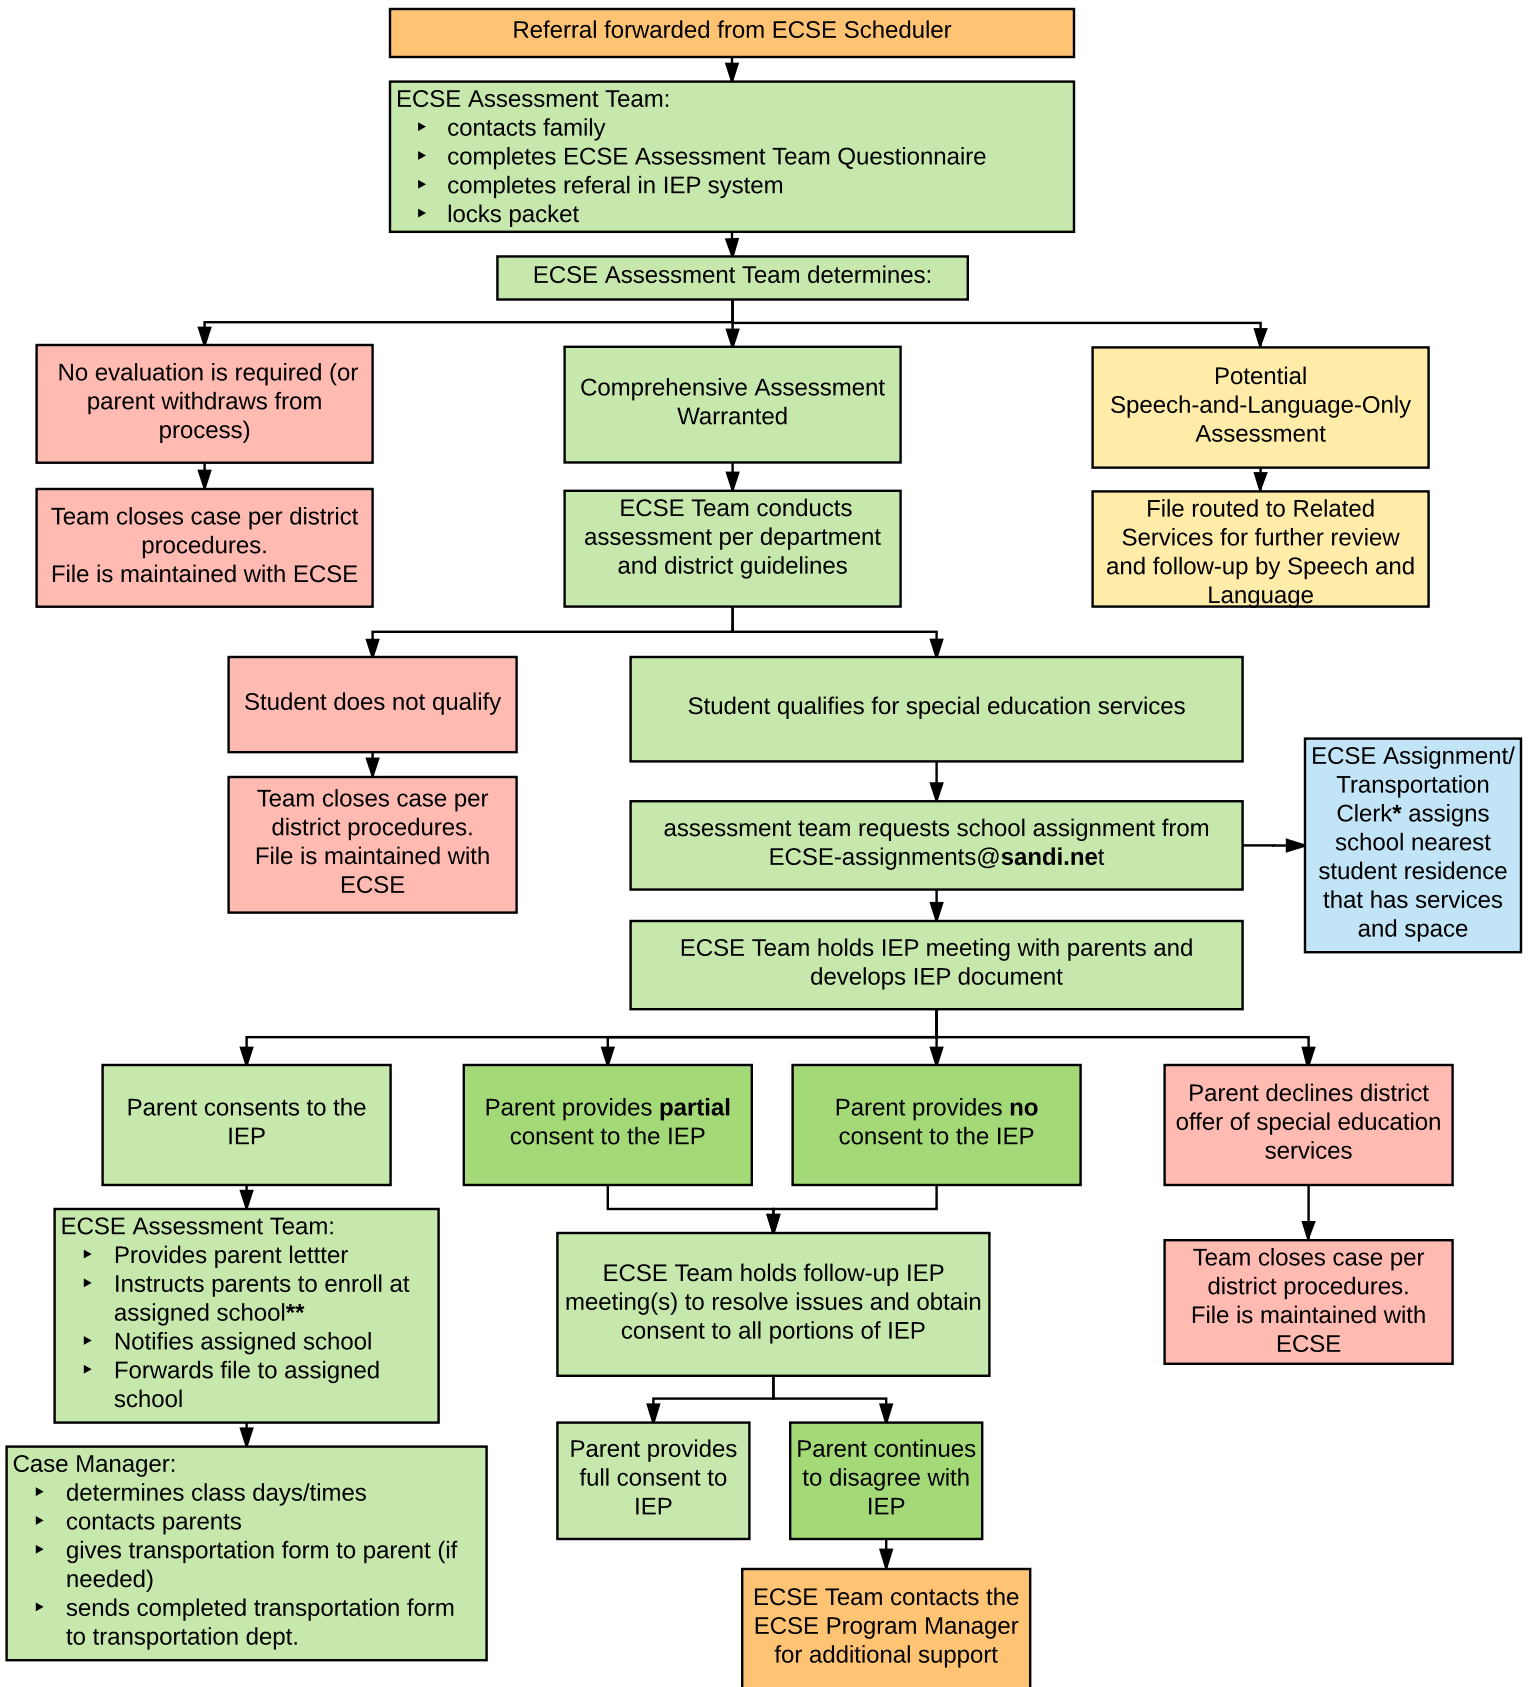 Referral forwarded from ECSE Scheduler
ECSE Assessment Team:
‣ contacts family
‣ completes ECSE Assessment Team Questionnaire
‣ completes referal in IEP system
‣ locks packet
ECSE Assessment Team determines:
No evaluation is required (or
parent withdraws from
process)
Comprehensive Assessment
Warranted
Potential
Speech-and-Language-Only
Assessment
Team closes case per district
procedures.
File is maintained with ECSE
ECSE Team conducts
assessment per department
and district guidelines
File routed to Related
Services for further review
and follow-up by Speech and
Language
Student does not qualify
Student qualifies for special education services
Team closes case per
district procedures.
File is maintained with
ECSE
assessment team requests school assignment from
ECSE-assignments@sandi.net
ECSE Assignment/
Transportation
Clerk* assigns
school nearest
student residence
that has services
and space
ECSE Team holds IEP meeting with parents and
develops IEP document
Parent consents to the
IEP
Parent provides partial
consent to the IEP
Parent provides no
consent to the IEP
Parent declines district
offer of special education
services
ECSE Assessment Team:
‣ Provides parent lettter
‣ Instructs parents to enroll at
assigned school**
‣ Notifies assigned school
‣ Forwards file to assigned
school
ECSE Team holds follow-up IEP
meeting(s) to resolve issues and obtain
consent to all portions of IEP
Team closes case per
district procedures.
File is maintained with
ECSE
Case Manager:
‣ determines class days/times
‣ contacts parents
‣ gives transportation form to parent (if
needed)
‣ sends completed transportation form
to transportation dept.
Parent provides
full consent to
IEP
Parent continues
to disagree with
IEP
ECSE Team contacts the
ECSE Program Manager
for additional support